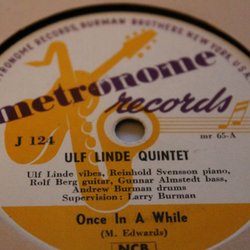 METRONOME RECORDS, BURMAN BROTHERS, NEW YORK, U.S.
metronome
records
J 124
mr 65-A
ULF LINDE QUINTET
Ulf Linde vibes, Reinhold Svensson piano,
Rolf Berg guitar, Gunnar Almstedt bass,
Andrew Burman drums
Supervision: Larry Burman
Once In A While
(M. Edwards)
NCB